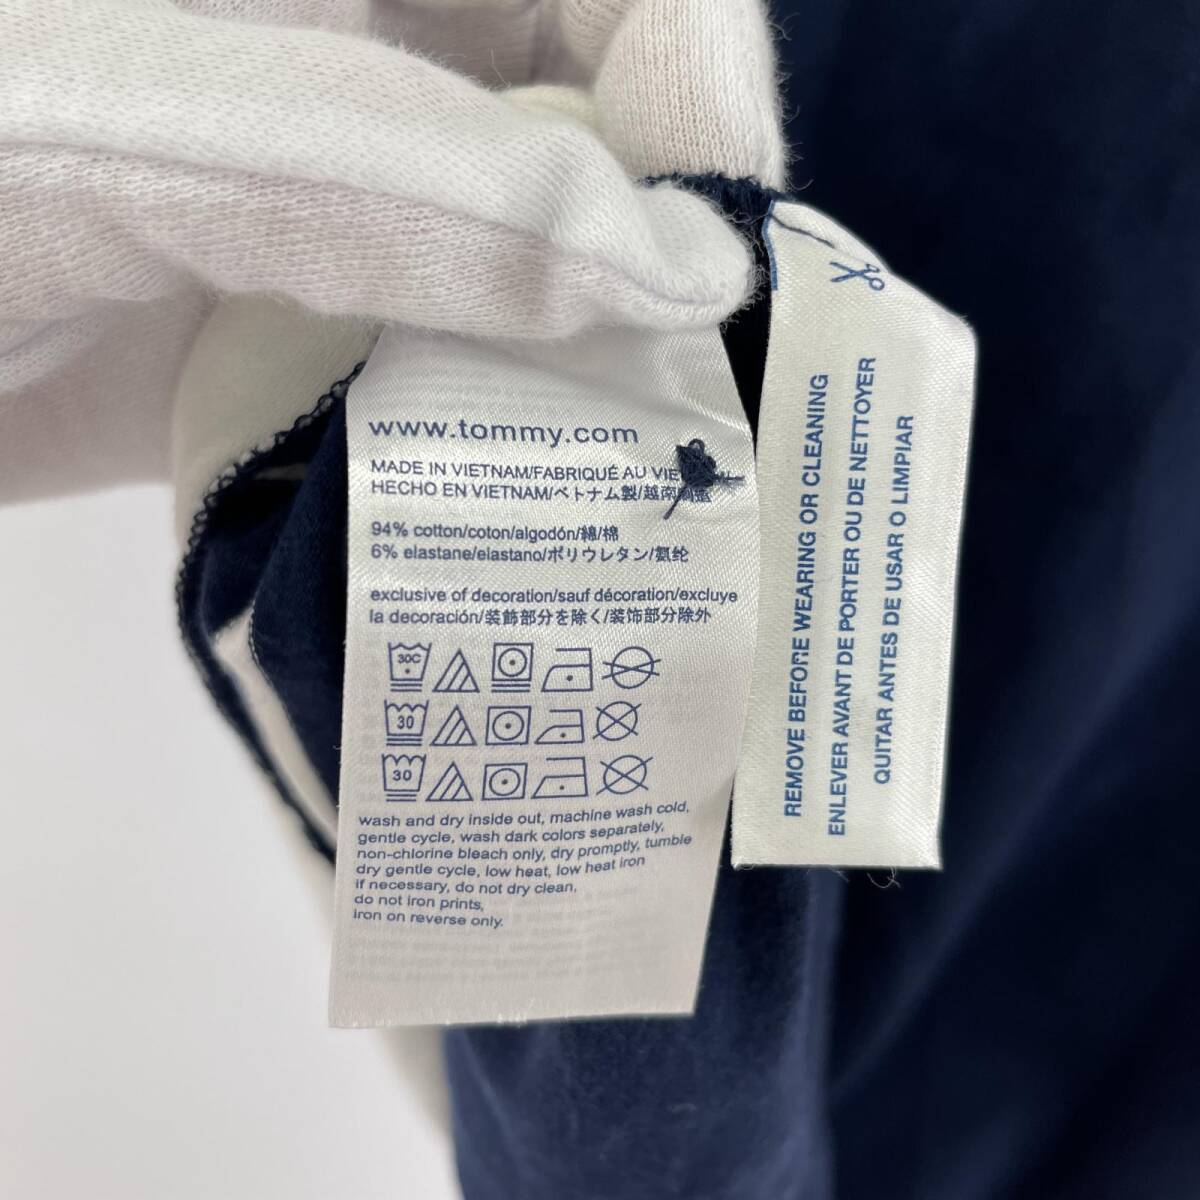 www.tommy.com
MADE IN VIETNAM/FABRIQUÉ AU
HECHO EN VIETNAM/ベトナム製/越南
94% cotton/coton/algodón/綿/棉
6% elastane/elastano/ポリウレタン/氨纶
exclusive of decoration/sauf décoration/excluye
la decoración/装飾部分を除く/装饰部分除外
30C
30
30
wash and dry inside out, machine wash cold,
gentle cycle, wash dark colors separately,
non-chlorine bleach only, dry promptly, tumble
dry gentle cycle, low heat, low heat iron
if necessary, do not dry clean,
do not iron prints,
iron on reverse only.
REMOVE BEFORE WEARING OR CLEANING
ENLEVER AVANT DE PORTER OU DE NETTOYER
QUITAR ANTES DE USAR O LIMPIAR